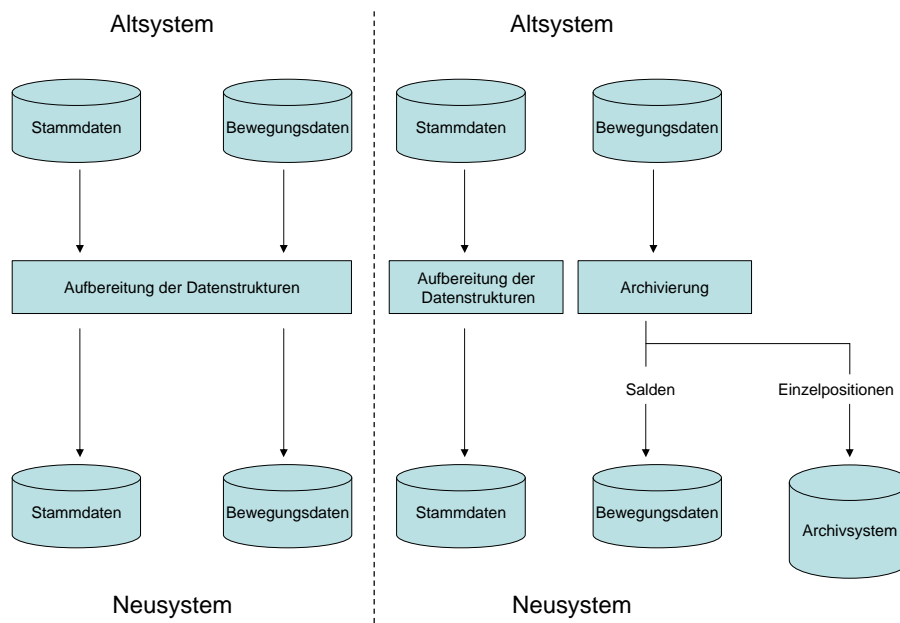 Altsystem
Altsystem
Stammdaten
Bewegungsdaten
Stammdaten
Bewegungsdaten
Aufbereitung der Datenstrukturen
Aufbereitung der
Datenstrukturen
Archivierung
Salden
Einzelpositionen
Stammdaten
Bewegungsdaten
Stammdaten
Bewegungsdaten
Archivsystem
Neusystem
Neusystem